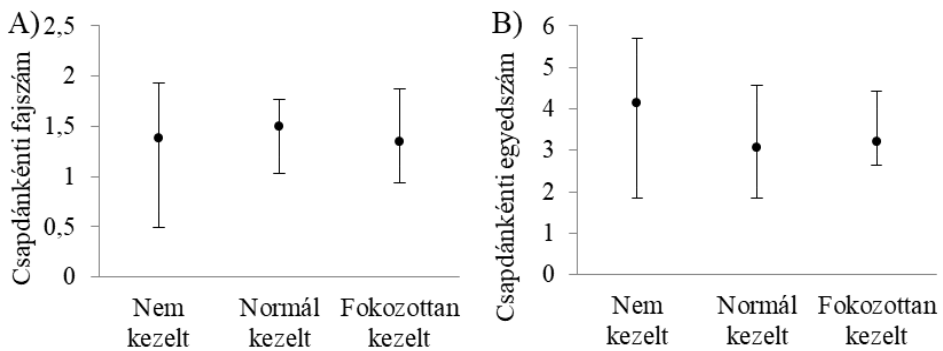 A)
Csapdánkénti fajszám
2,5
2
1,5
1
0,5
0
Nem
kezelt
Normál
kezelt
Fokozottan
kezelt
B)
Csapdánkénti egyedszám
6
5
4
3
2
1
0
Nem
kezelt
Normál
kezelt
Fokozottan
kezelt